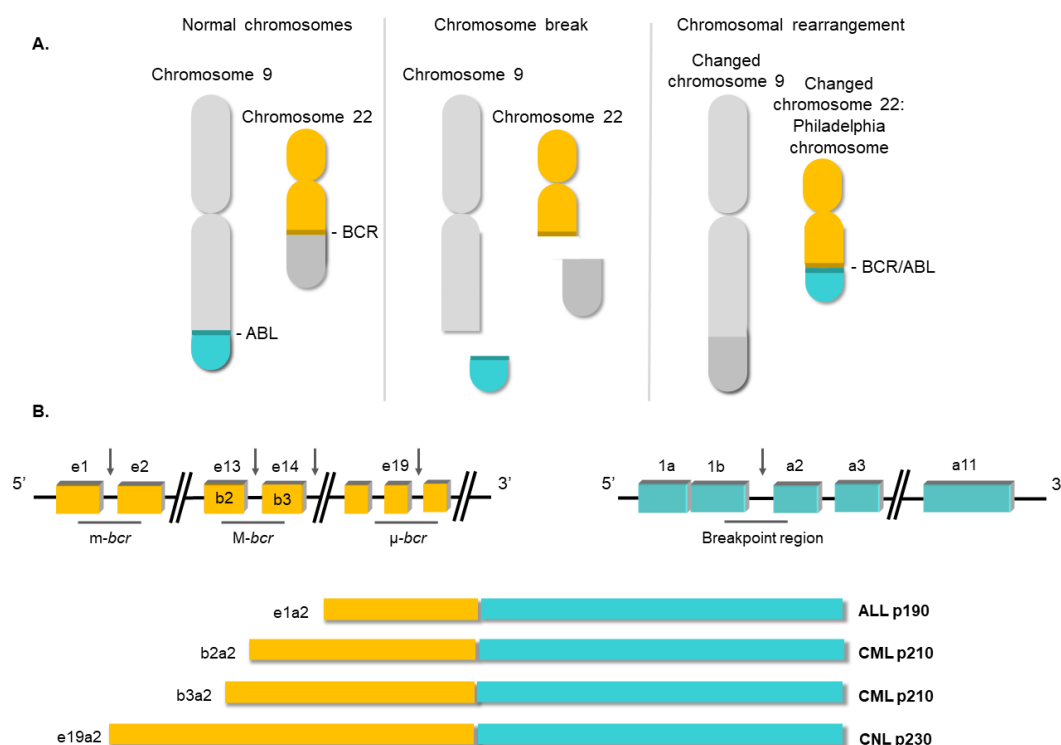 Normal chromosomes
Chromosome break
Chromosomal rearrangement
A.
Chromosome 9
Chromosome 22
- BCR
- ABL
Chromosome 9
Chromosome 22
Changed
chromosome 9
Changed
chromosome 22:
Philadelphia
chromosome
- BCR/ABL
B.
5’
e1
e2
e13
e14
e19
3’
b2
b3
m-bcr
M-bcr
µ-bcr
5’
1a
1b
a2
a3
a11
3
Breakpoint region
e1a2
ALL p190
b2a2
CML p210
b3a2
CML p210
e19a2
CNL p230